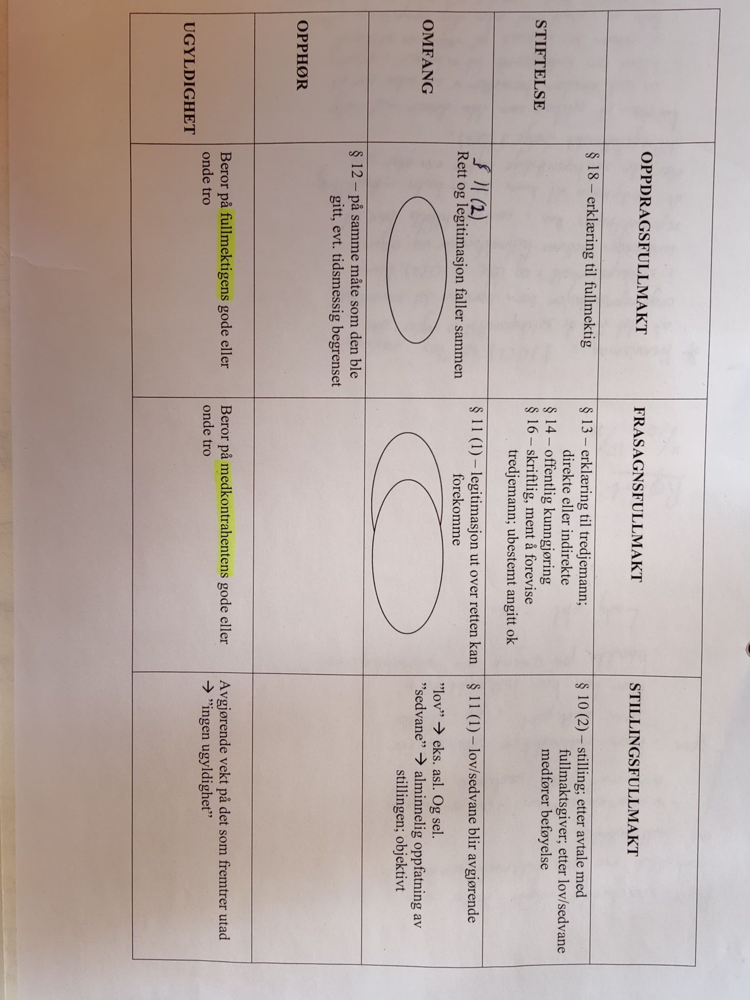 OPPDRAGSFULLMAKT
FRASAGNSFULLMAKT
STILLINGSFULLMAKT
STIFTELSE
§ 18 – erklæring til fullmektig
§ 13 – erklæring til tredjemann;
direkte eller indirekte
§ 14 – offentlig kunngjøring
§ 16 – skriftlig, ment å forevise
tredjemann; ubestemt angitt ok
§ 10 (2) – stilling; etter avtale med
fullmaktsgiver; etter lov/sedvane
medfører beføyelse
OMFANG
§ 11 (2)
Rett og legitimasjon faller sammen
§ 11 (1) – legitimasjon ut over retten kan
forekomme
§ 11 (1) – lov/sedvane blir avgjørende
”lov” → eks. asl. Og sel.
”sedvane” → alminnelig oppfatning av
stillingen; objektivt
OPPHØR
§ 12 – på samme måte som den ble
gitt, evt. tidsmessig begrenset
UGYLDIGHET
Beror på fullmektigens gode eller
onde tro
Beror på medkontrahentens gode eller
onde tro
Avgjørende vekt på det som fremtrer utad
→ ”ingen ugyldighet”